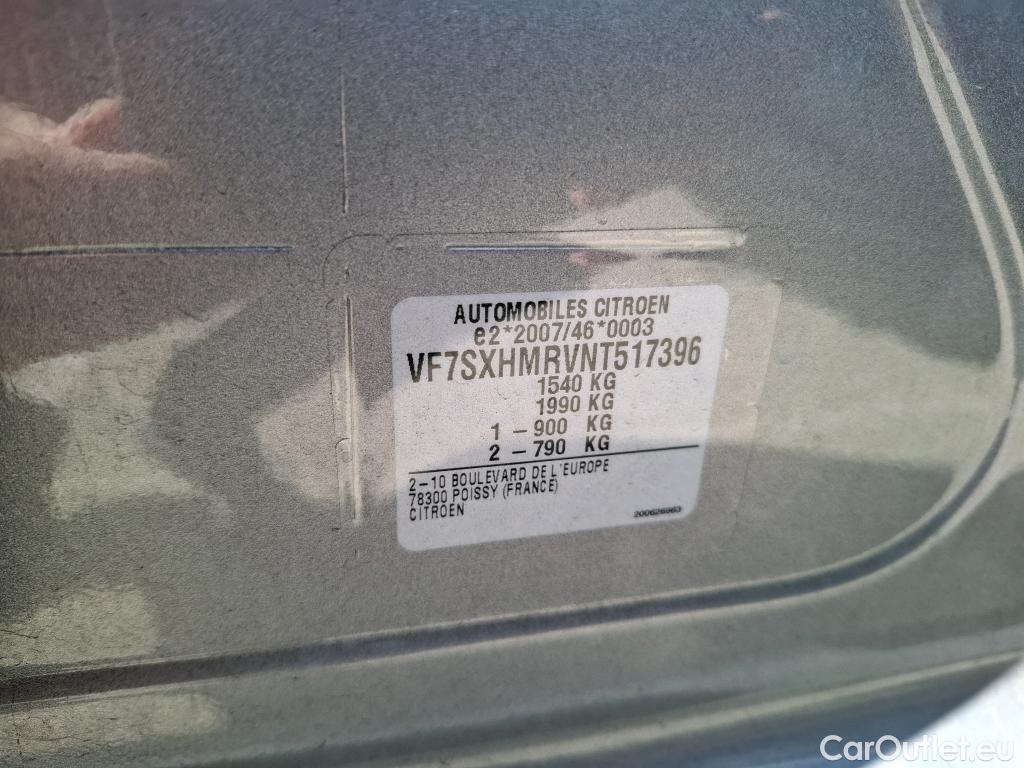 AUTOMOBILES CITROEN
e2*2007/46*0003
VF7SXHMRVNT517396
1540 KG
1990 KG
1 - 900 KG
2 - 790 KG
2-10 BOULEVARD DE L'EUROPE
78300 POISSY (FRANCE)
CITROEN
CarOutlet.eu